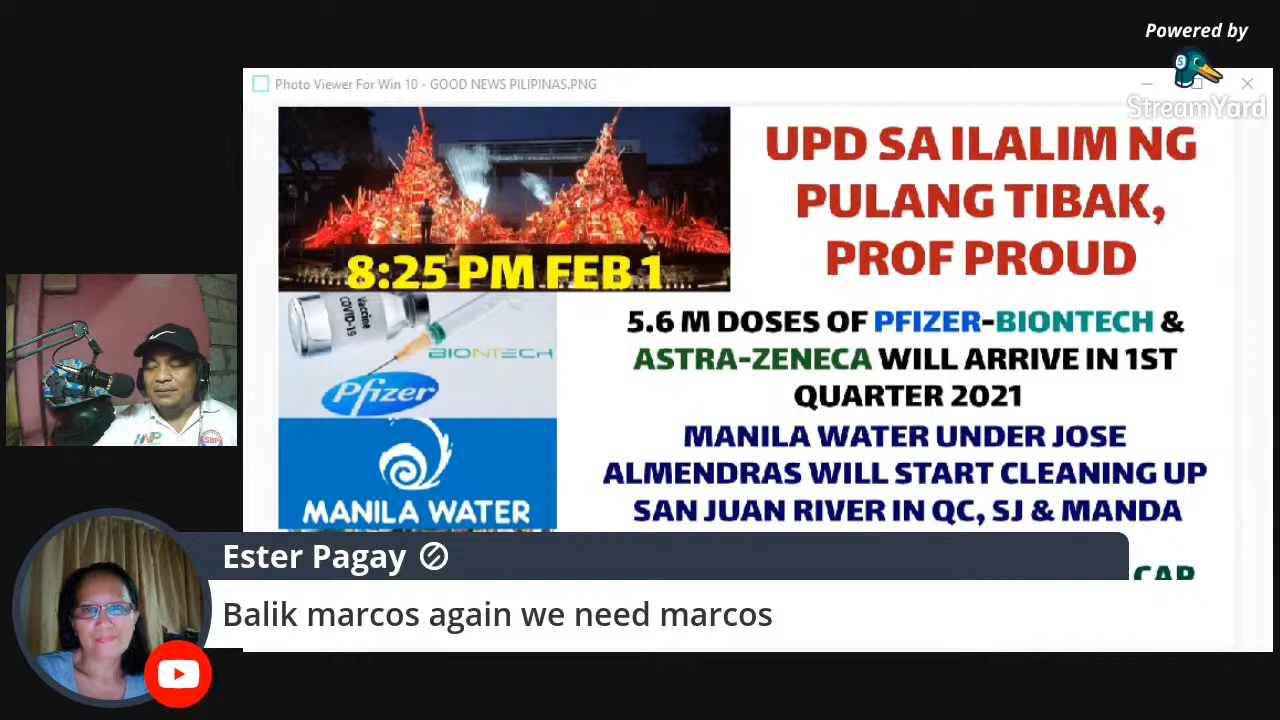 Powered by
StreamYard
Photo Viewer For Win 10 - GOOD NEWS PILIPINAS.PNG
UPD SA ILALIM NG
PULANG TIBAK,
PROF PROUD
8:25 PM FEB 1
Vaccine
COVID-19
BIONTECH
Pfizer
5.6 M DOSES OF PFIZER-BIONTECH &
ASTRA-ZENECA WILL ARRIVE IN 1ST
QUARTER 2021
MANILA WATER
MANILA WATER UNDER JOSE
ALMENDRAS WILL START CLEANING UP
SAN JUAN RIVER IN QC, SJ & MANDA
CAP
Ester Pagay
Balik marcos again we need marcos